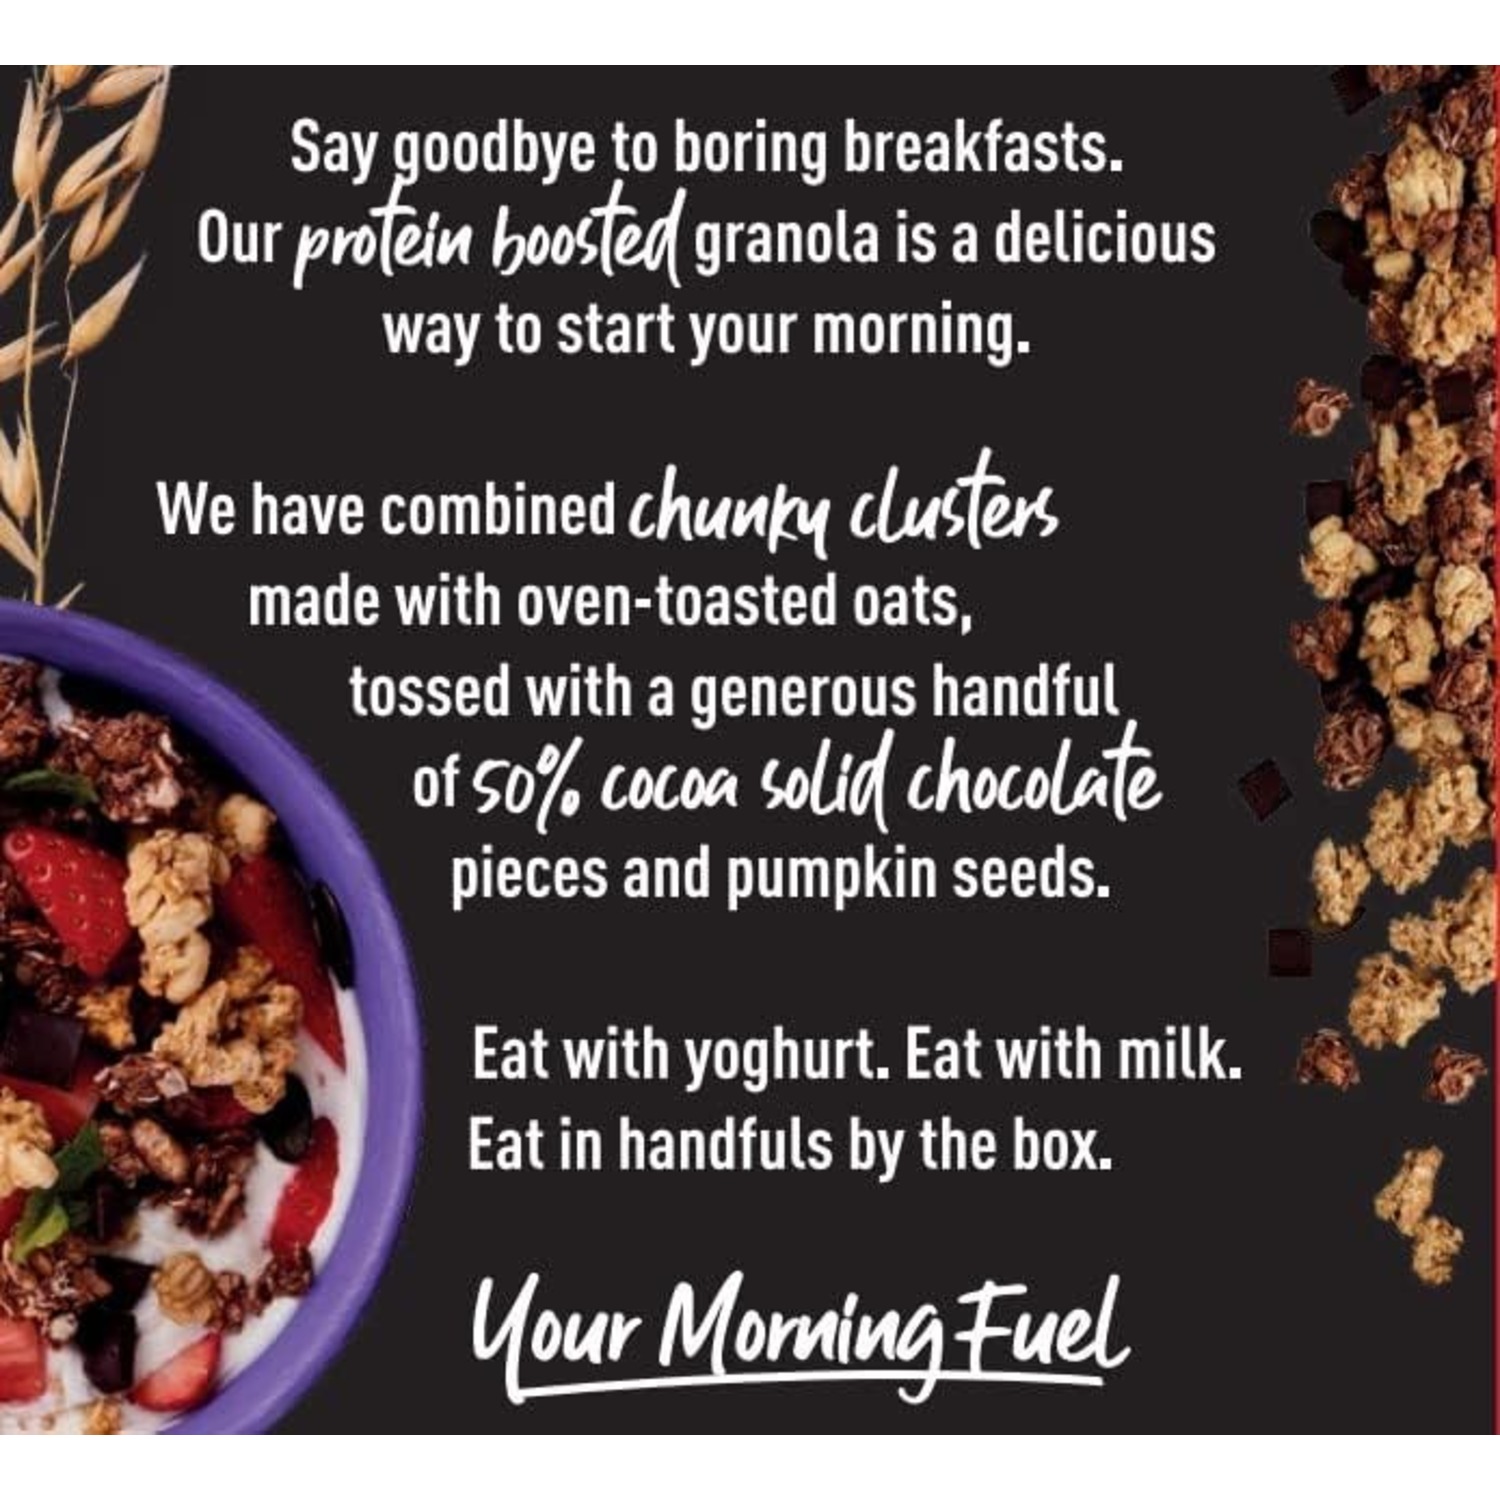 Say goodbye to boring breakfasts.
Our protein boosted granola is a delicious
way to start your morning.
We have combined chunky clusters
made with oven-toasted oats,
tossed with a generous handful
of 50% cocoa solid chocolate
pieces and pumpkin seeds.
Eat with yoghurt. Eat with milk.
Eat in handfuls by the box.
Your Morning Fuel